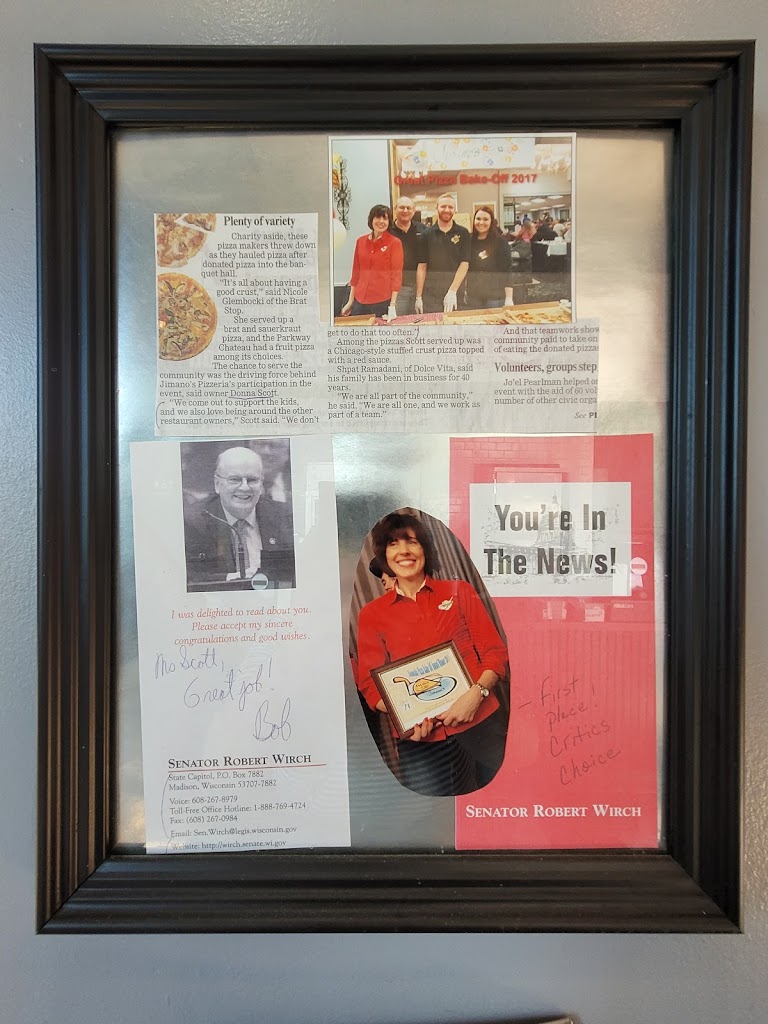 Great Pizza Bake-Off 2017
Plenty of variety
Charity aside, these
pizza makers threw down
as they hauled pizza after
donated pizza into the ban-
quet hall.
"It's all about having a
good crust," said Nicole
Glembocki of the Brat
Stop.
She served up a
brat and sauerkraut
pizza, and the Parkway
Chateau had a fruit pizza
among its choices.
The chance to serve the
community was the driving force behind
Jimano's Pizzeria's participation in the
event, said owner Donna Scott.
"We come out to support the kids,
and we also love being around the other
restaurant owners," Scott said. "We don't
get to do that too often.")
Among the pizzas Scott served up was
a Chicago-style stuffed crust pizza topped
with a red sauce.
Shpat Ramadani, of Dolce Vita, said
his family has been in business for 40
years.
"We are all part of the community,"
he said. "We are all one, and we work as
part of a team."
And that teamwork show
community paid to take on
of eating the donated pizzas
Volunteers, groups step
Jo'el Pearlman helped or
event with the aid of 60 vol
number of other civic orga
See PI
I was delighted to read about you.
Please accept my sincere
congratulations and good wishes.
Ms Scott,
Great job!
Bob
SENATOR ROBERT WIRCH
State Capitol, P.O. Box 7882
Madison, Wisconsin 53707-7882
Voice: 608-267-8979
Toll-Free Office Hotline: 1-888-769-4724
Fax: (608) 267-0984
Email: Sen.Wirch@legis.wisconsin.gov
Website: http://wirch.senate.wi.gov
You're In
The News!
- First
place!
Critics
Choice
SENATOR ROBERT WIRCH